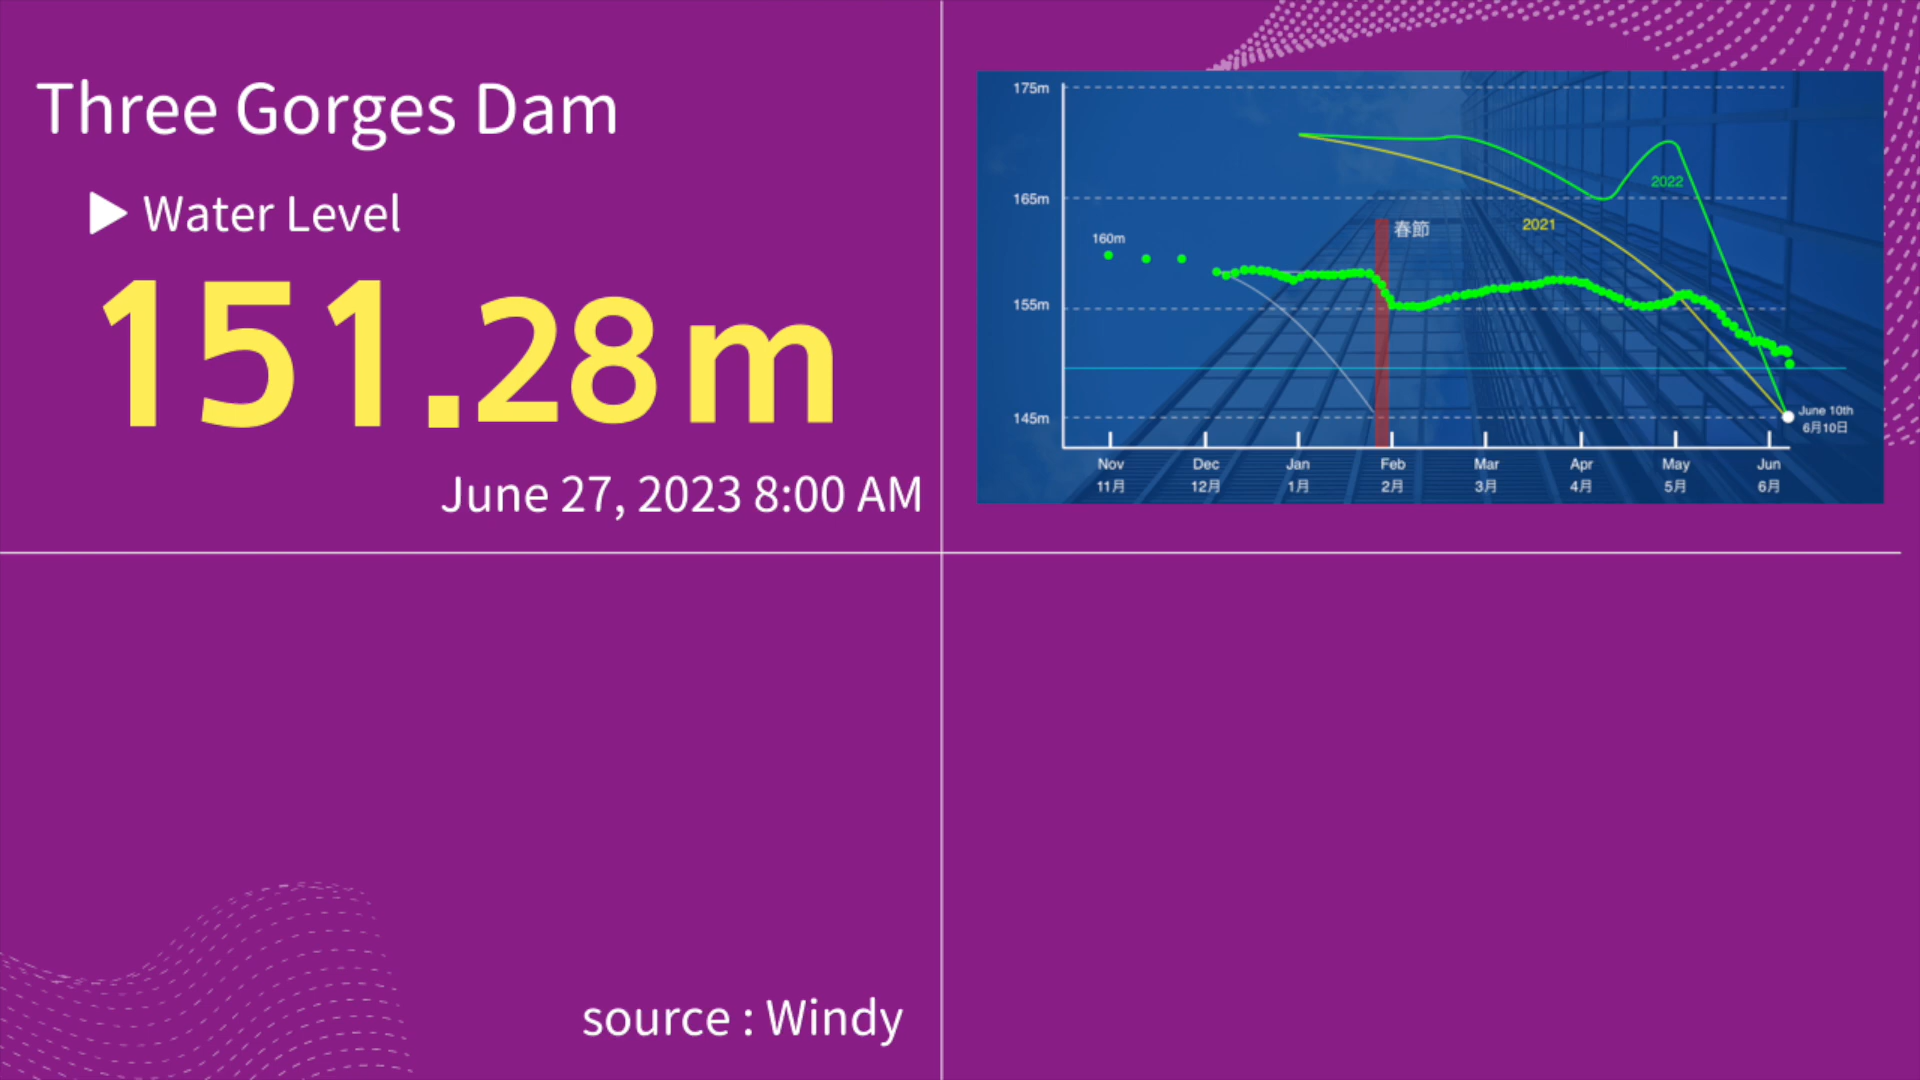 Three Gorges Dam
▶ Water Level
151.28m
June 27, 2023 8:00 AM
175m
165m
155m
145m
160m
春節
2021
2022
June 10th
6月10日
Nov Dec Jan Feb Mar Apr May Jun
11月 12月 1月 2月 3月 4月 5月 6月
source : Windy